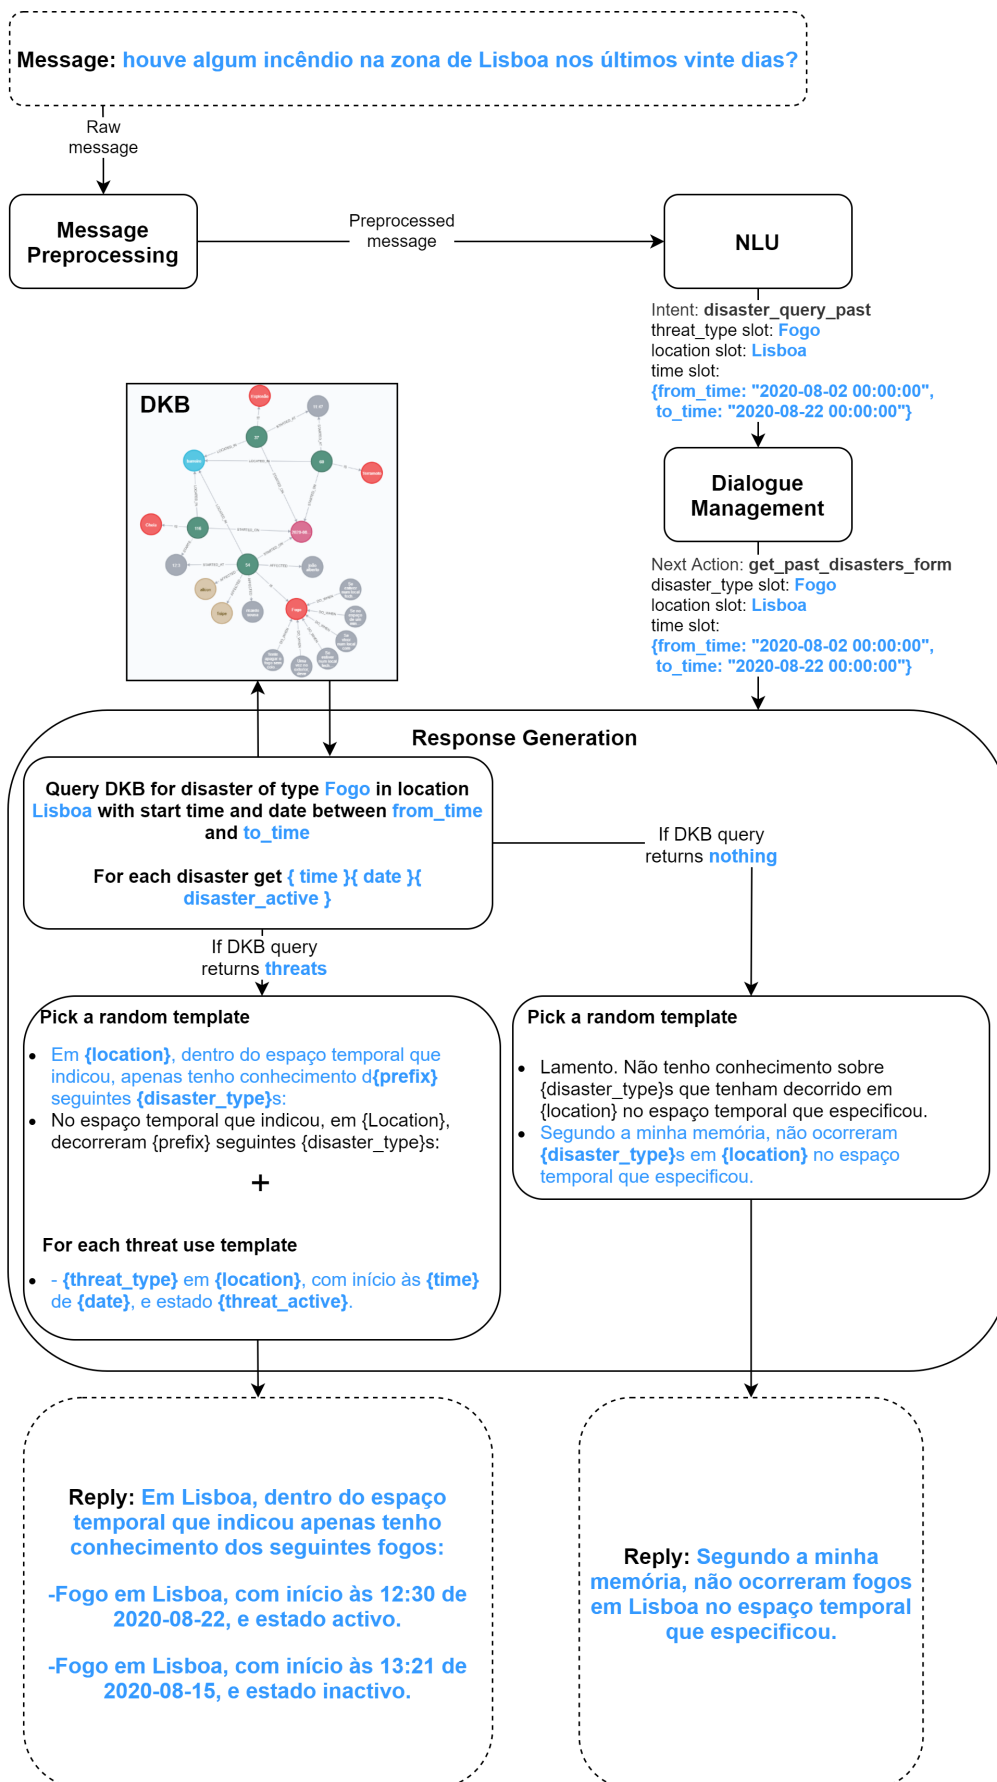 Message: houve algum incêndio na zona de Lisboa nos últimos vinte dias?
Raw
message
Message
Preprocessing
Preprocessed
message
NLU
Intent: disaster_query_past
threat_type slot: Fogo
location slot: Lisboa
time slot:
{from_time: "2020-08-02 00:00:00",
to_time: "2020-08-22 00:00:00"}
DKB
Dialogue
Management
Next Action: get_past_disasters_form
disaster_type slot: Fogo
location slot: Lisboa
time slot:
{from_time: "2020-08-02 00:00:00",
to_time: "2020-08-22 00:00:00"}
Response Generation
Query DKB for disaster of type Fogo in location
Lisboa with start time and date between from_time
and to_time
For each disaster get { time }{ date }{
disaster_active }
If DKB query
returns nothing
If DKB query
returns threats
Pick a random template
• Em {location}, dentro do espaço temporal que
indicou, apenas tenho conhecimento d{prefix}
seguintes {disaster_type}s:
• No espaço temporal que indicou, em {Location},
decorreram {prefix} seguintes {disaster_type}s:
+
For each threat use template
• - {threat_type} em {location}, com início às {time}
de {date}, e estado {threat_active}.
Pick a random template
• Lamento. Não tenho conhecimento sobre
{disaster_type}s que tenham decorrido em
{location} no espaço temporal que especificou.
• Segundo a minha memória, não ocorreram
{disaster_type}s em {location} no espaço
temporal que especificou.
Reply: Em Lisboa, dentro do espaço
temporal que indicou apenas tenho
conhecimento dos seguintes fogos:
-Fogo em Lisboa, com início às 12:30 de
2020-08-22, e estado activo.
-Fogo em Lisboa, com início às 13:21 de
2020-08-15, e estado inactivo.
Reply: Segundo a minha
memória, não ocorreram fogos
em Lisboa no espaço temporal
que especificou.